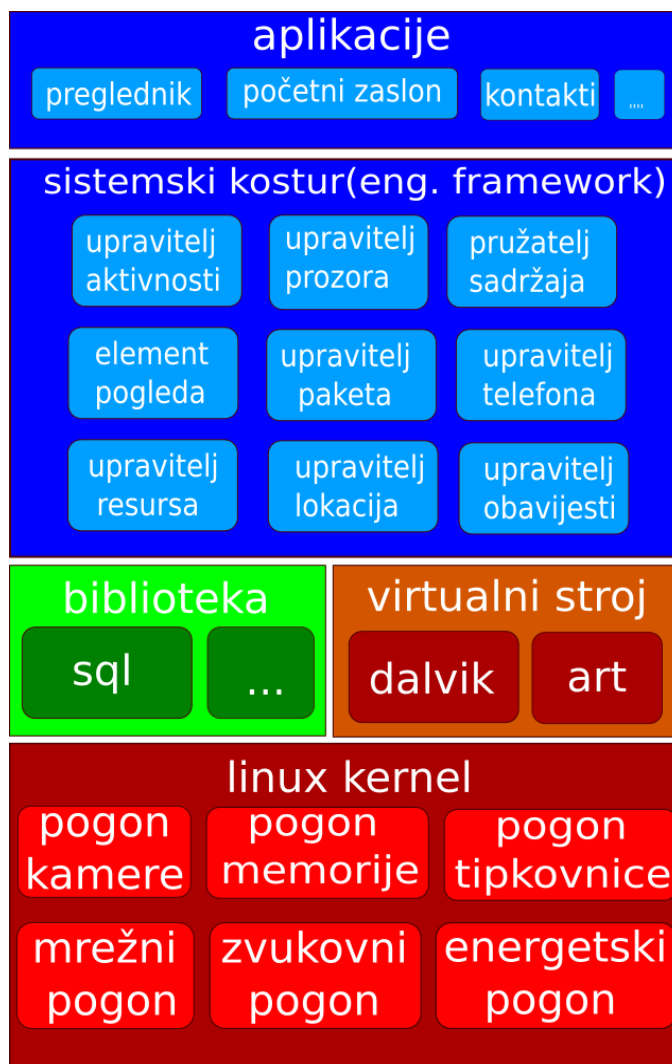 aplikacije
preglednik
početni zaslon
kontakti
....
sistemski kostur(eng. framework)
upravitelj
aktivnosti
upravitelj
prozora
pružatelj
sadržaja
element
pogleda
upravitelj
paketa
upravitelj
telefona
upravitelj
resursa
upravitelj
lokacija
upravitelj
obavijesti
biblioteka
sql
...
virtualni stroj
dalvik
art
linux kernel
pogon
kamere
pogon
memorije
pogon
tipkovnice
mrežni
pogon
zvukovni
pogon
energetski
pogon